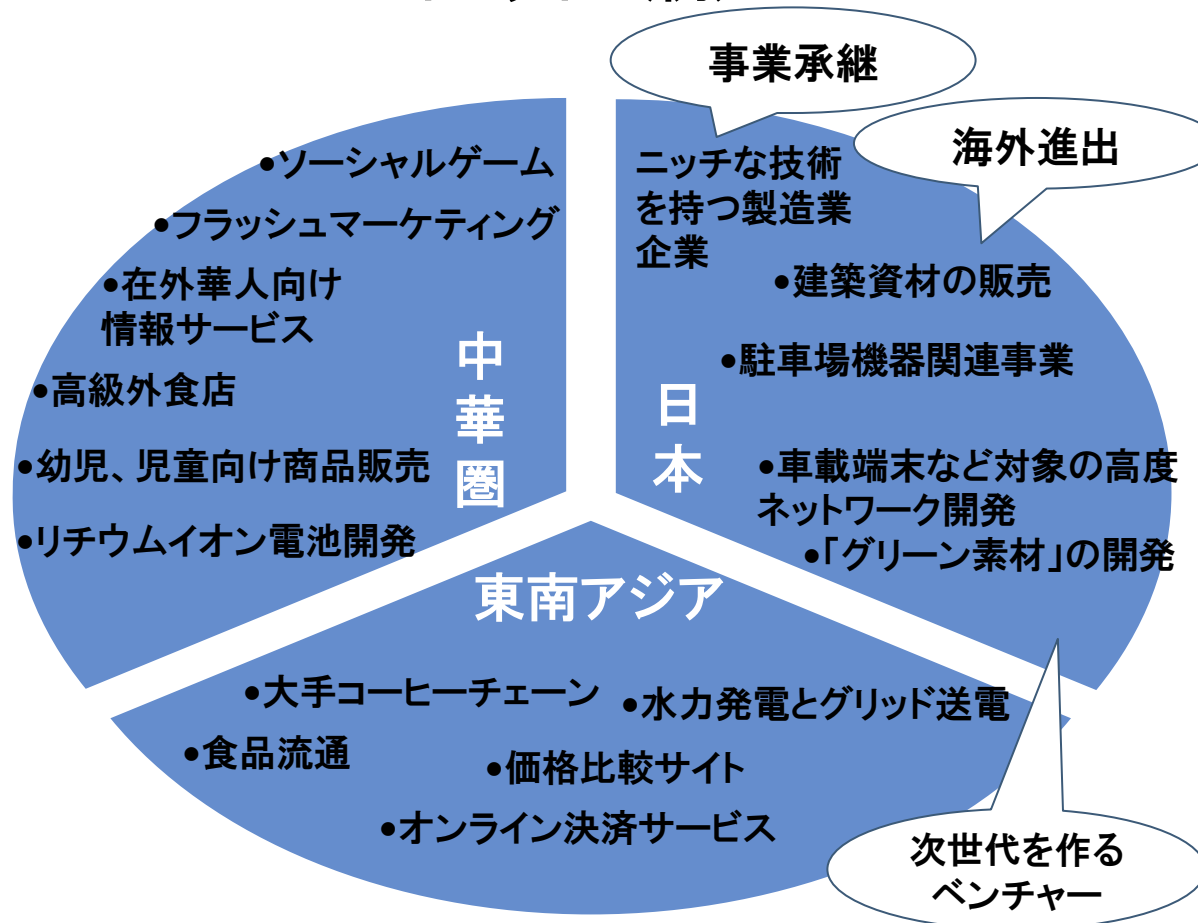 事業承継
海外進出
•ソーシャルゲーム
•フラッシュマーケティング
•在外華人向け
情報サービス
•高級外食店
•幼児、児童向け商品販売
•リチウムイオン電池開発
中華圏
ニッチな技術
を持つ製造業
企業
•建築資材の販売
•駐車場機器関連事業
日本
•車載端末など対象の高度
ネットワーク開発
•「グリーン素材」の開発
東南アジア
•大手コーヒーチェーン
•水力発電とグリッド送電
•食品流通
•価格比較サイト
•オンライン決済サービス
次世代を作る
ベンチャー